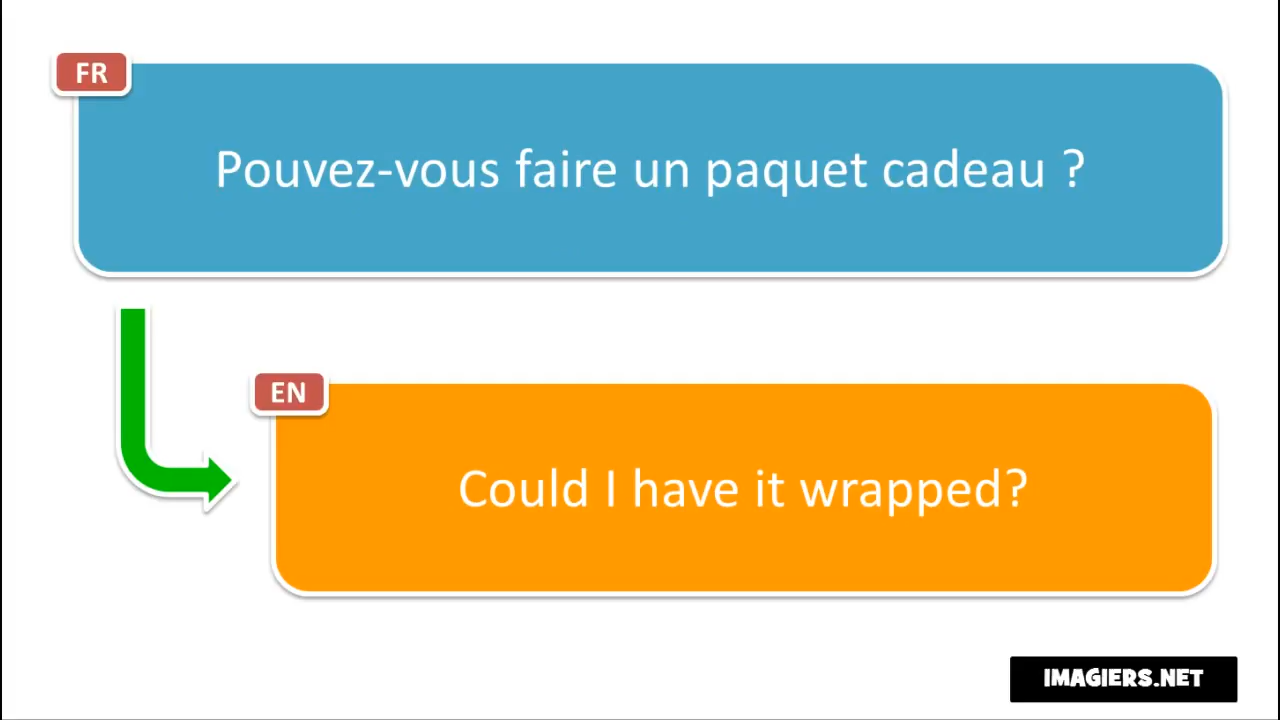 FR
Pouvez-vous faire un paquet cadeau ?
EN
Could I have it wrapped?
IMAGIERS.NET